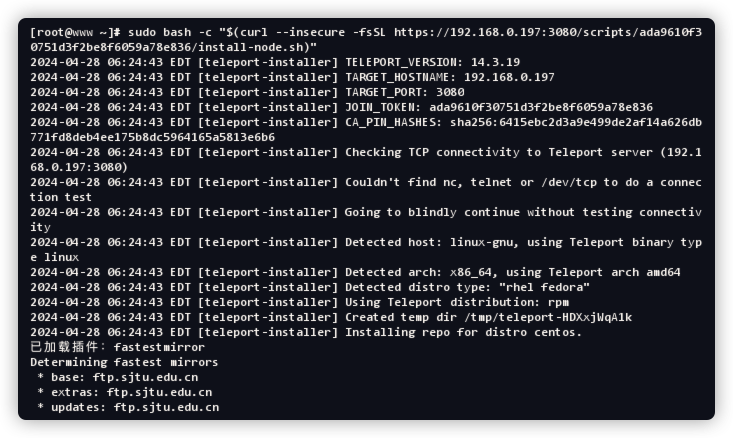 [root@www ~]# sudo bash -c "$(curl --insecure -fsSL https://192.168.0.197:3080/scripts/ada9610f3
0751d3f2be8f6059a78e836/install-node.sh)"
2024-04-28 06:24:43 EDT [teleport-installer] TELEPORT_VERSION: 14.3.19
2024-04-28 06:24:43 EDT [teleport-installer] TARGET_HOSTNAME: 192.168.0.197
2024-04-28 06:24:43 EDT [teleport-installer] TARGET_PORT: 3080
2024-04-28 06:24:43 EDT [teleport-installer] JOIN_TOKEN: ada9610f30751d3f2be8f6059a78e836
2024-04-28 06:24:43 EDT [teleport-installer] CA_PIN_HASHES: sha256:6415ebc2d3a9e499de2af14a626db
771fd8deb4ee175b8dc5964165a5813e6b6
2024-04-28 06:24:43 EDT [teleport-installer] Checking TCP connectivity to Teleport server (192.1
68.0.197:3080)
2024-04-28 06:24:43 EDT [teleport-installer] Couldn't find nc, telnet or /dev/tcp to do a connec
tion test
2024-04-28 06:24:43 EDT [teleport-installer] Going to blindly continue without testing connectiv
ity
2024-04-28 06:24:43 EDT [teleport-installer] Detected host: linux-gnu, using Teleport binary typ
e linux
2024-04-28 06:24:43 EDT [teleport-installer] Detected arch: x86_64, using Teleport arch amd64
2024-04-28 06:24:43 EDT [teleport-installer] Detected distro type: "rhel fedora"
2024-04-28 06:24:43 EDT [teleport-installer] Using Teleport distribution: rpm
2024-04-28 06:24:43 EDT [teleport-installer] Created temp dir /tmp/teleport-HDXxjWqA1k
2024-04-28 06:24:43 EDT [teleport-installer] Installing repo for distro centos.
已加载插件：fastestmirror
Determining fastest mirrors
 * base: ftp.sjtu.edu.cn
 * extras: ftp.sjtu.edu.cn
 * updates: ftp.sjtu.edu.cn